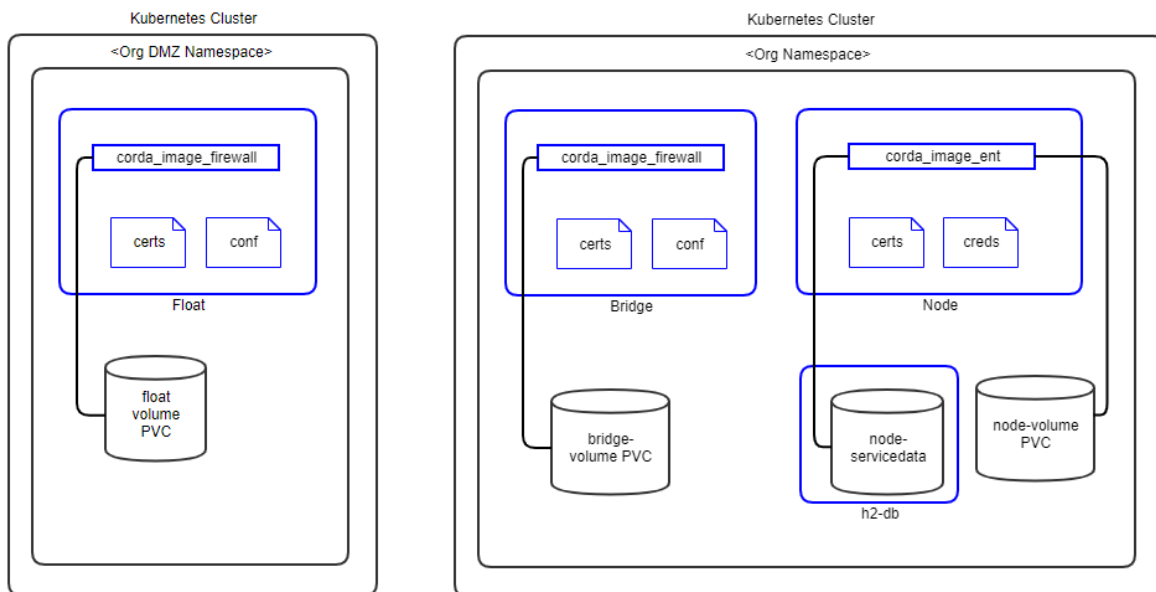 Kubernetes Cluster
<Org DMZ Namespace>
corda_image_firewall
certs
conf
Float
float
volume
PVC
Kubernetes Cluster
<Org Namespace>
corda_image_firewall
certs
conf
Bridge
bridge-
volume PVC
corda_image_ent
certs
creds
Node
node-
servicedata
h2-db
node-volume
PVC